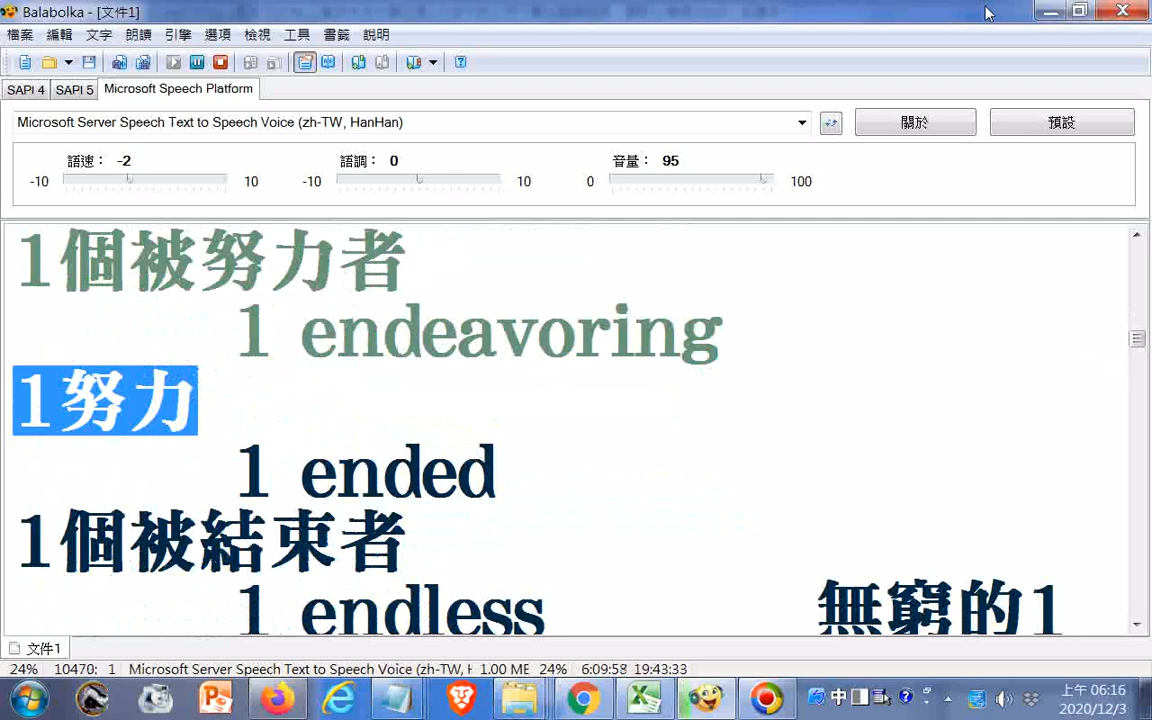 Balabolka - [文件1]
檔案 編輯 文字 朗讀 引擎 選項 檢視 工具 書籤 說明
SAPI 4 SAPI 5 Microsoft Speech Platform
Microsoft Server Speech Text to Speech Voice (zh-TW, HanHan) 關於 預設
語速： -2 語調： 0 音量： 95
-10 10 -10 10 0 100
1個被努力者
1 endeavoring
1努力
1 ended
1個被結束者
1 endless 無窮的1
文件1
24% 10470: 1 Microsoft Server Speech Text to Speech Voice (zh-TW, 1.00 ME 24% 6:09:58 19:43:33
中 上午 06:16
2020/12/3